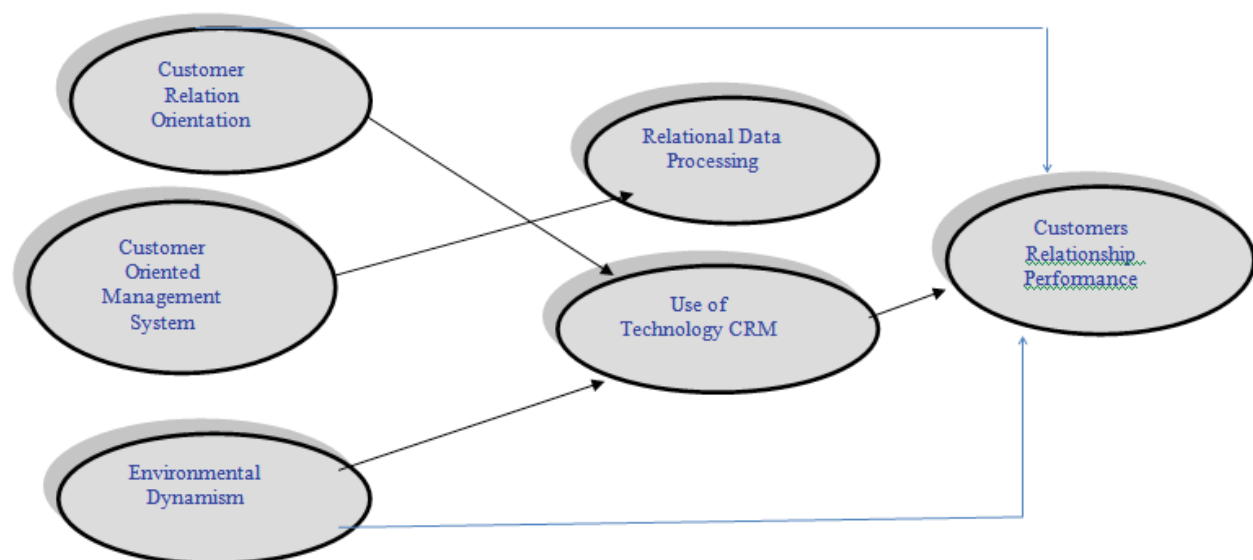 Customer
Relation
Orientation
Relational Data
Processing
Customer
Oriented
Management
System
Customers
Relationship
Performance
Use of
Technology CRM
Environmental
Dynamism